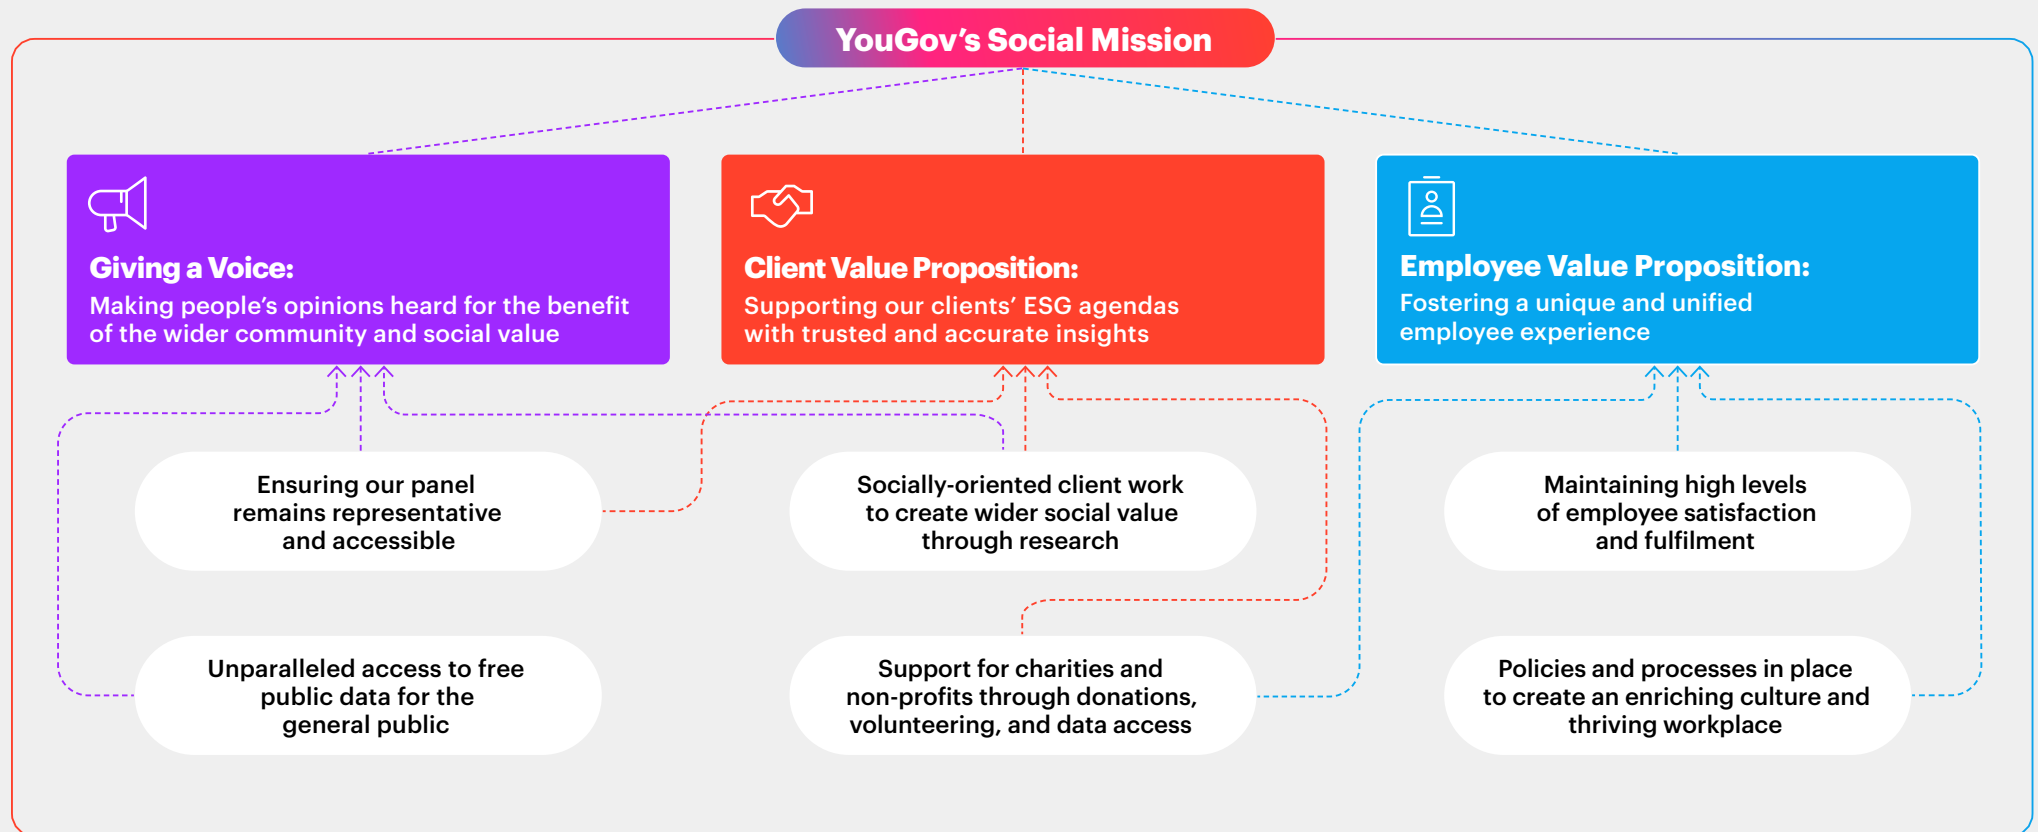 YouGov’s Social Mission
Giving a Voice:
Making people’s opinions heard for the benefit
of the wider community and social value
Client Value Proposition:
Supporting our clients’ ESG agendas
with trusted and accurate insights
Employee Value Proposition:
Fostering a unique and unified
employee experience
Ensuring our panel
remains representative
and accessible
Socially-oriented client work
to create wider social value
through research
Maintaining high levels
of employee satisfaction
and fulfilment
Unparalleled access to free
public data for the
general public
Support for charities and
non-profits through donations,
volunteering, and data access
Policies and processes in place
to create an enriching culture and
thriving workplace